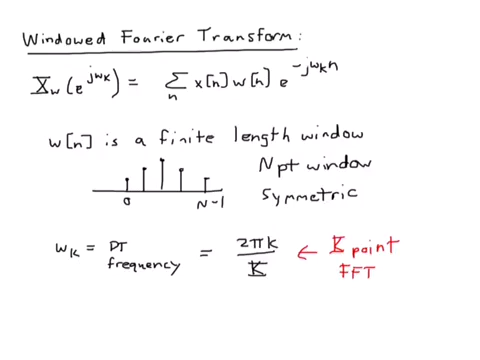 Windowed Fourier Transform:
X_w(e^{jω_k}) = Σ_n x[n] w[n] e^{-jω_k n}
w[n] is a finite length window
N pt window
0 N-1 Symmetric
ω_k = DT frequency = 2πk / K ← K point FFT